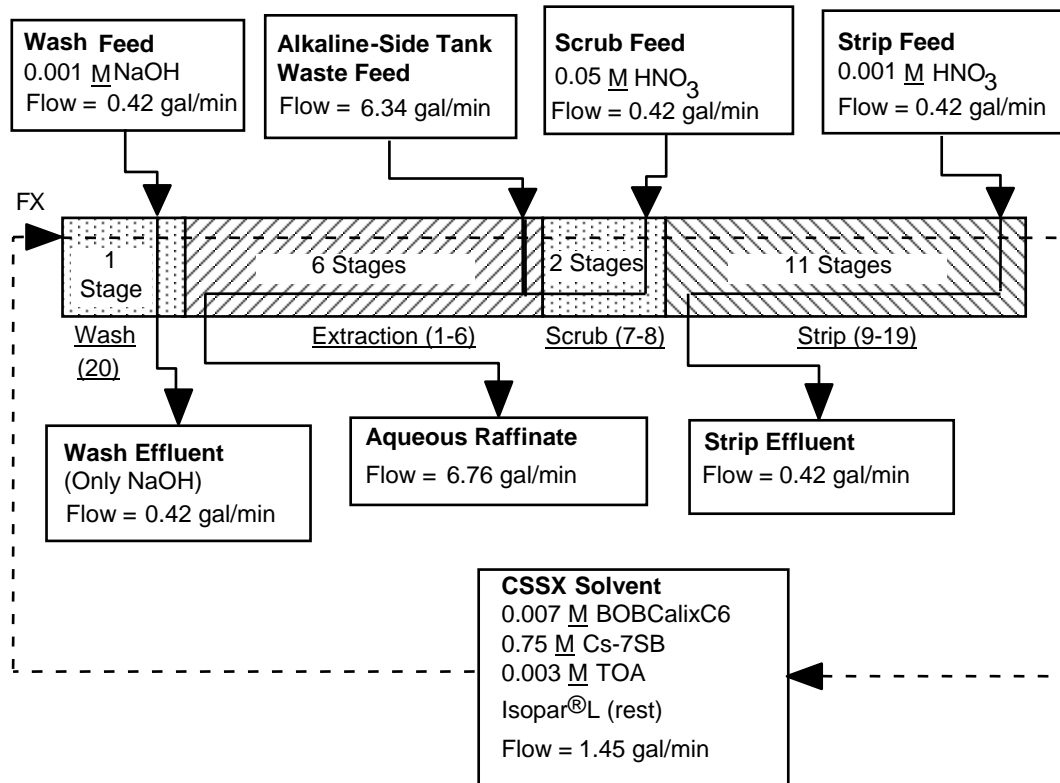 Wash Feed
0.001 M NaOH
Flow = 0.42 gal/min
Alkaline-Side Tank
Waste Feed
Flow = 6.34 gal/min
Scrub Feed
0.05 M HNO3
Flow = 0.42 gal/min
Strip Feed
0.001 M HNO3
Flow = 0.42 gal/min
FX
1
Stage
6 Stages
2 Stages
11 Stages
Wash
(20)
Extraction (1-6)
Scrub (7-8)
Strip (9-19)
Wash Effluent
(Only NaOH)
Flow = 0.42 gal/min
Aqueous Raffinate
Flow = 6.76 gal/min
Strip Effluent
Flow = 0.42 gal/min
CSSX Solvent
0.007 M BOBCalixC6
0.75 M Cs-7SB
0.003 M TOA
Isopar®L (rest)
Flow = 1.45 gal/min